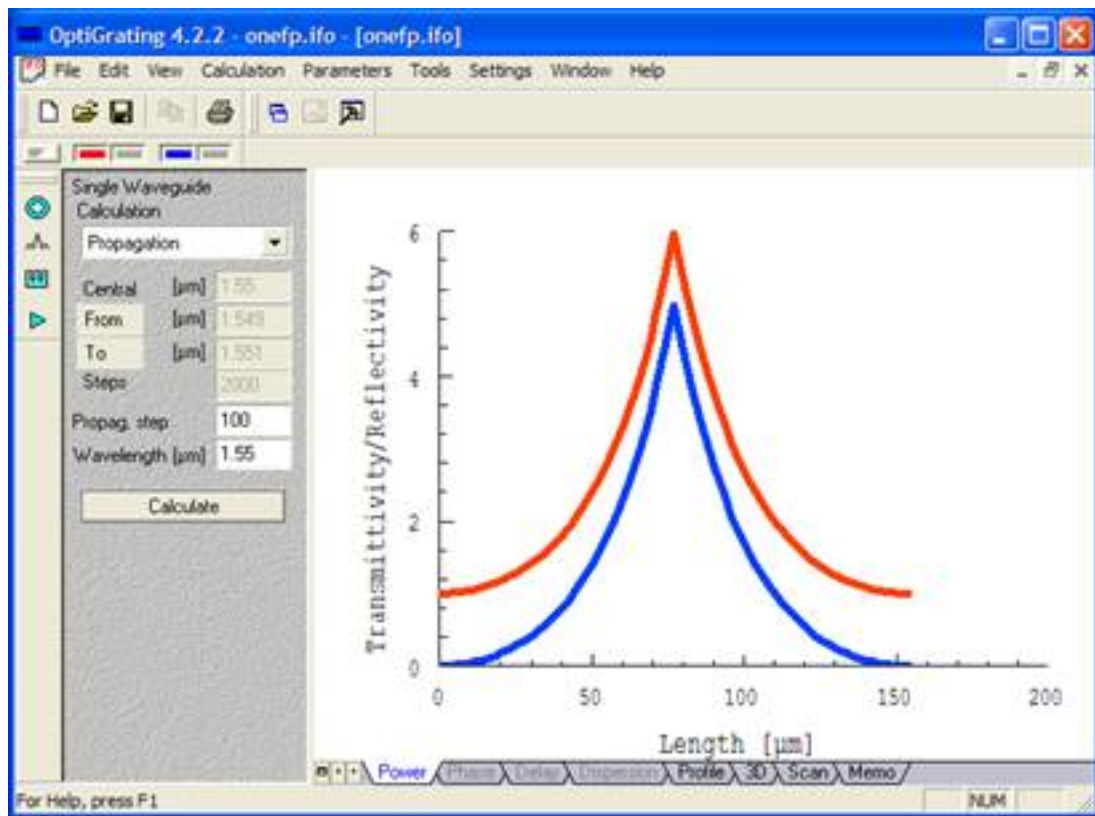 OptiGrating 4.2.2 - onefp.ifo - [onefp.ifo]
File Edit View Calculation Parameters Tools Settings Window Help
Single Waveguide
Calculation
Propagation
Central [µm] 1.55
From [µm] 1.549
To [µm] 1.551
Steps 2000
Propag. step 100
Wavelength [µm] 1.55
Calculate
Transmittivity/Reflectivity
6
4
2
0
0 50 100 150 200
Length [µm]
Power Phase Delay Dispersion Profile 3D Scan Memo
For Help, press F1 NUM